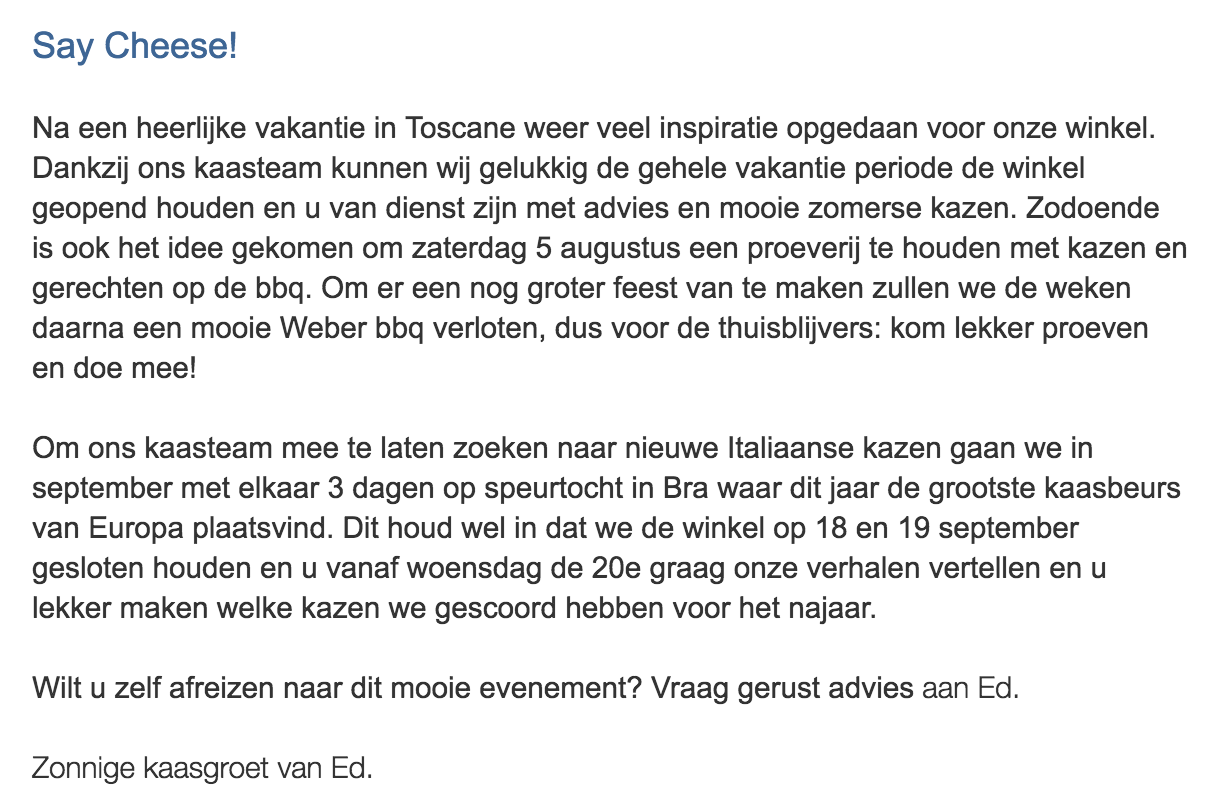 Say Cheese!
Na een heerlijke vakantie in Toscane weer veel inspiratie opgedaan voor onze winkel.
Dankzij ons kaasteam kunnen wij gelukkig de gehele vakantie periode de winkel
geopend houden en u van dienst zijn met advies en mooie zomerse kazen. Zodoende
is ook het idee gekomen om zaterdag 5 augustus een proeverij te houden met kazen en
gerechten op de bbq. Om er een nog groter feest van te maken zullen we de weken
daarna een mooie Weber bbq verloten, dus voor de thuisblijvers: kom lekker proeven
en doe mee!
Om ons kaasteam mee te laten zoeken naar nieuwe Italiaanse kazen gaan we in
september met elkaar 3 dagen op speurtocht in Bra waar dit jaar de grootste kaasbeurs
van Europa plaatsvind. Dit houd wel in dat we de winkel op 18 en 19 september
gesloten houden en u vanaf woensdag de 20e graag onze verhalen vertellen en u
lekker maken welke kazen we gescoord hebben voor het najaar.
Wilt u zelf afreizen naar dit mooie evenement? Vraag gerust advies aan Ed.
Zonnige kaasgroet van Ed.